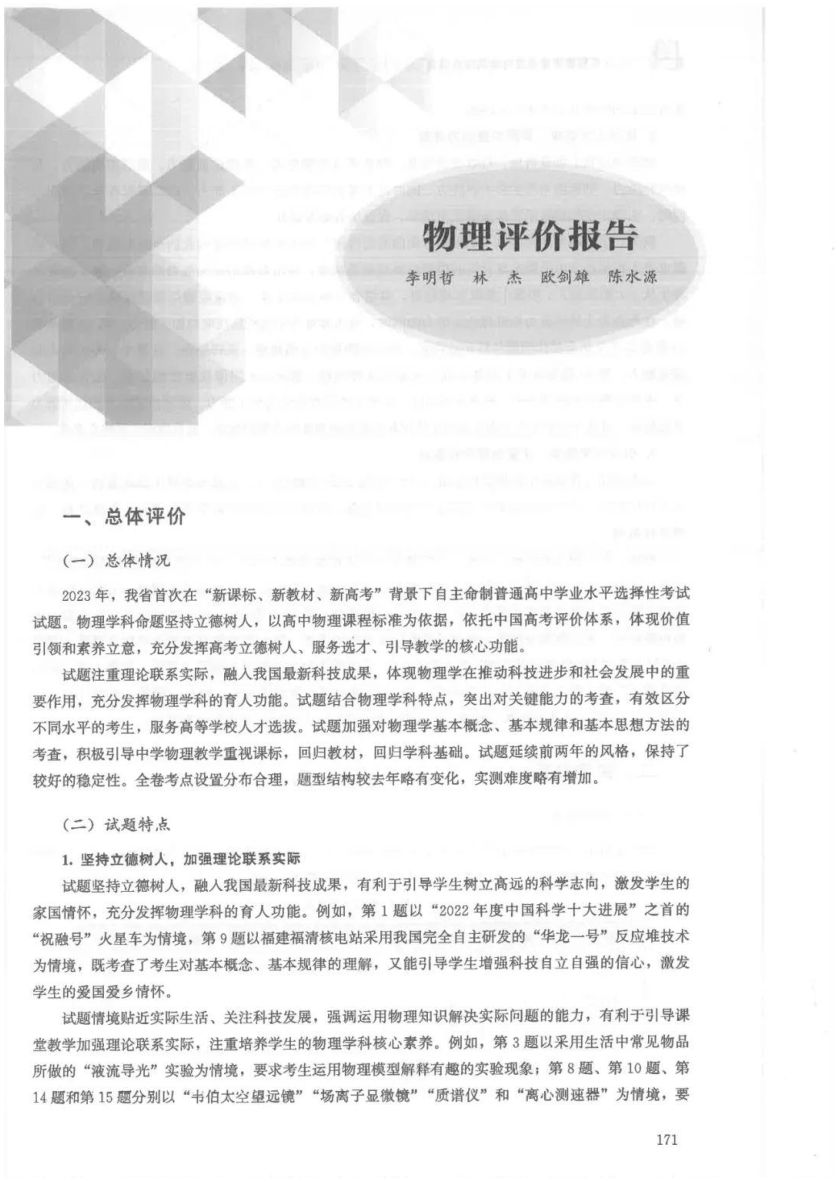 物理评价报告
李明哲 林 杰 欧剑雄 陈水源
一、总体评价
（一）总体情况
2023 年，我省首次在“新课标、新教材、新高考”背景下自主命制普通高中学业水平选择性考试
试题。物理学科命题坚持立德树人，以高中物理课程标准为依据，依托中国高考评价体系，体现价值
引领和素养立意，充分发挥高考立德树人、服务选才、引导教学的核心功能。
试题注重理论联系实际，融入我国最新科技成果，体现物理学在推动科技进步和社会发展中的重
要作用，充分发挥物理学科的育人功能。试题结合物理学科特点，突出对关键能力的考查，有效区分
不同水平的考生，服务高等学校人才选拔。试题加强对物理学基本概念、基本规律和基本思想方法的
考查，积极引导中学物理教学重视课标，回归教材，回归学科基础。试题延续前两年的风格，保持了
较好的稳定性。全卷考点设置分布合理，题型结构较去年略有变化，实测难度略有增加。
（二）试题特点
1. 坚持立德树人，加强理论联系实际
试题坚持立德树人，融入我国最新科技成果，有利于引导学生树立高远的科学志向，激发学生的
家国情怀，充分发挥物理学科的育人功能。例如，第 1 题以“2022 年度中国科学十大进展”之首的
“祝融号”火星车为情境，第 9 题以福建福清核电站采用我国完全自主研发的“华龙一号”反应堆技术
为情境，既考查了考生对基本概念、基本规律的理解，又能引导学生增强科技自立自强的信心，激发
学生的爱国爱乡情怀。
试题情境贴近实际生活、关注科技发展，强调运用物理知识解决实际问题的能力，有利于引导课
堂教学加强理论联系实际，注重培养学生的物理学科核心素养。例如，第 3 题以采用生活中常见物品
所做的“液流导光”实验为情境，要求考生运用物理模型解释有趣的实验现象；第 8 题、第 10 题、第
14 题和第 15 题分别以“韦伯太空望远镜”“场离子显微镜”“质谱仪”和“离心测速器”为情境，要
171